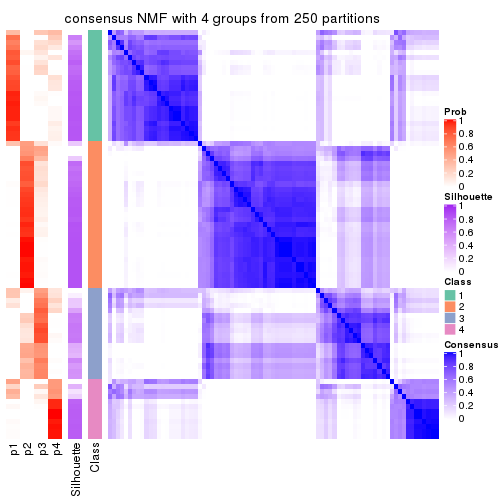 consensus NMF with 4 groups from 250 partitions
Prob
1
0.8
0.6
0.4
0.2
0
Silhouette
1
0.8
0.6
0.4
0.2
0
Class
1
2
3
4
Consensus
1
0.8
0.6
0.4
0.2
0
p1
p2
p3
p4
Silhouette
Class